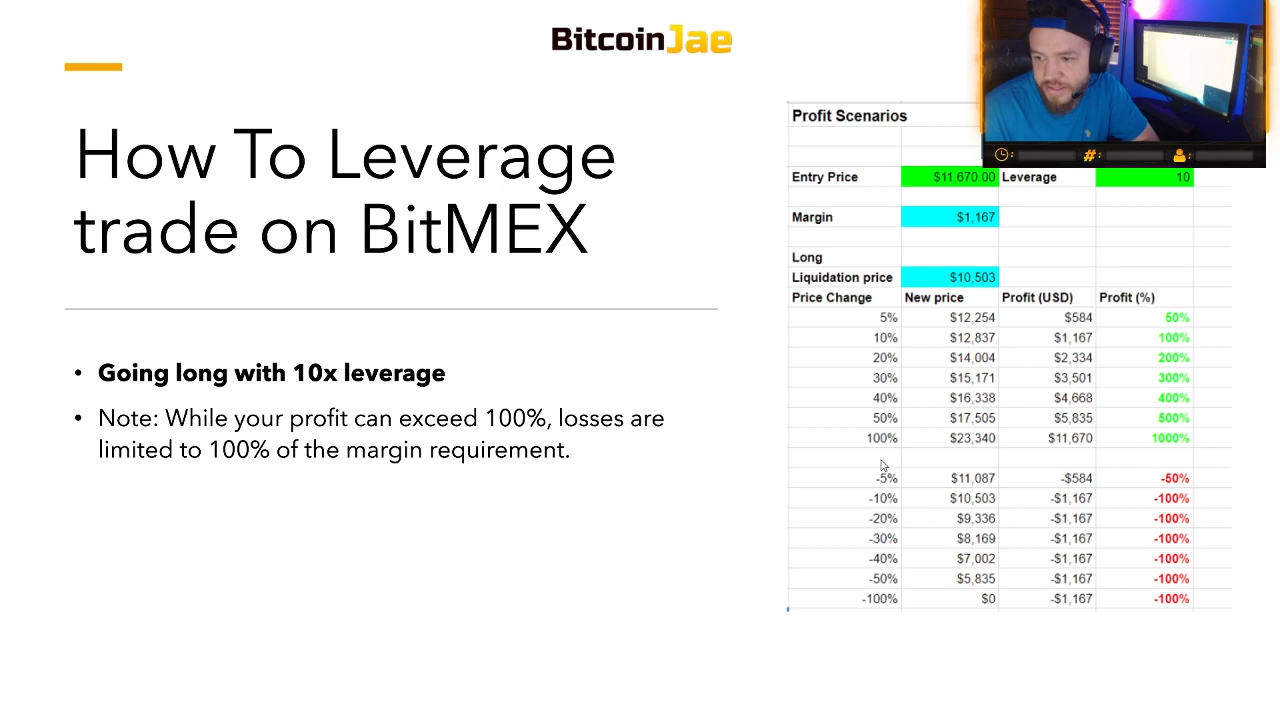 BitcoinJae
How To Leverage
trade on BitMEX
• Going long with 10x leverage
• Note: While your profit can exceed 100%, losses are
limited to 100% of the margin requirement.
#:
Profit Scenarios
Entry Price $11,670.00 Leverage 10
Margin $1,167
Long
Liquidation price $10,503
Price Change New price Profit (USD) Profit (%)
5% $12,254 $584 50%
10% $12,837 $1,167 100%
20% $14,004 $2,334 200%
30% $15,171 $3,501 300%
40% $16,338 $4,668 400%
50% $17,505 $5,835 500%
100% $23,340 $11,670 1000%
-5% $11,087 -$584 -50%
-10% $10,503 -$1,167 -100%
-20% $9,336 -$1,167 -100%
-30% $8,169 -$1,167 -100%
-40% $7,002 -$1,167 -100%
-50% $5,835 -$1,167 -100%
-100% $0 -$1,167 -100%